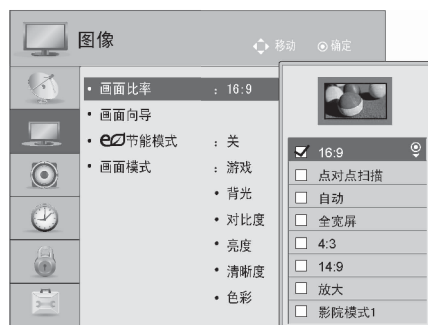 图像
移动 ⊙确定
• 画面比率 : 16:9
• 画面向导
• eco节能模式 : 关
• 画面模式 : 游戏
• 背光
• 对比度
• 亮度
• 清晰度
• 色彩
16:9
点对点扫描
自动
全宽屏
4:3
14:9
放大
影院模式1